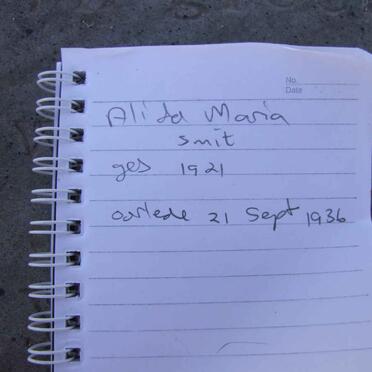 No.
Date
Alida Maria
Smit
ges 1921
oorlede 21 Sept 1936